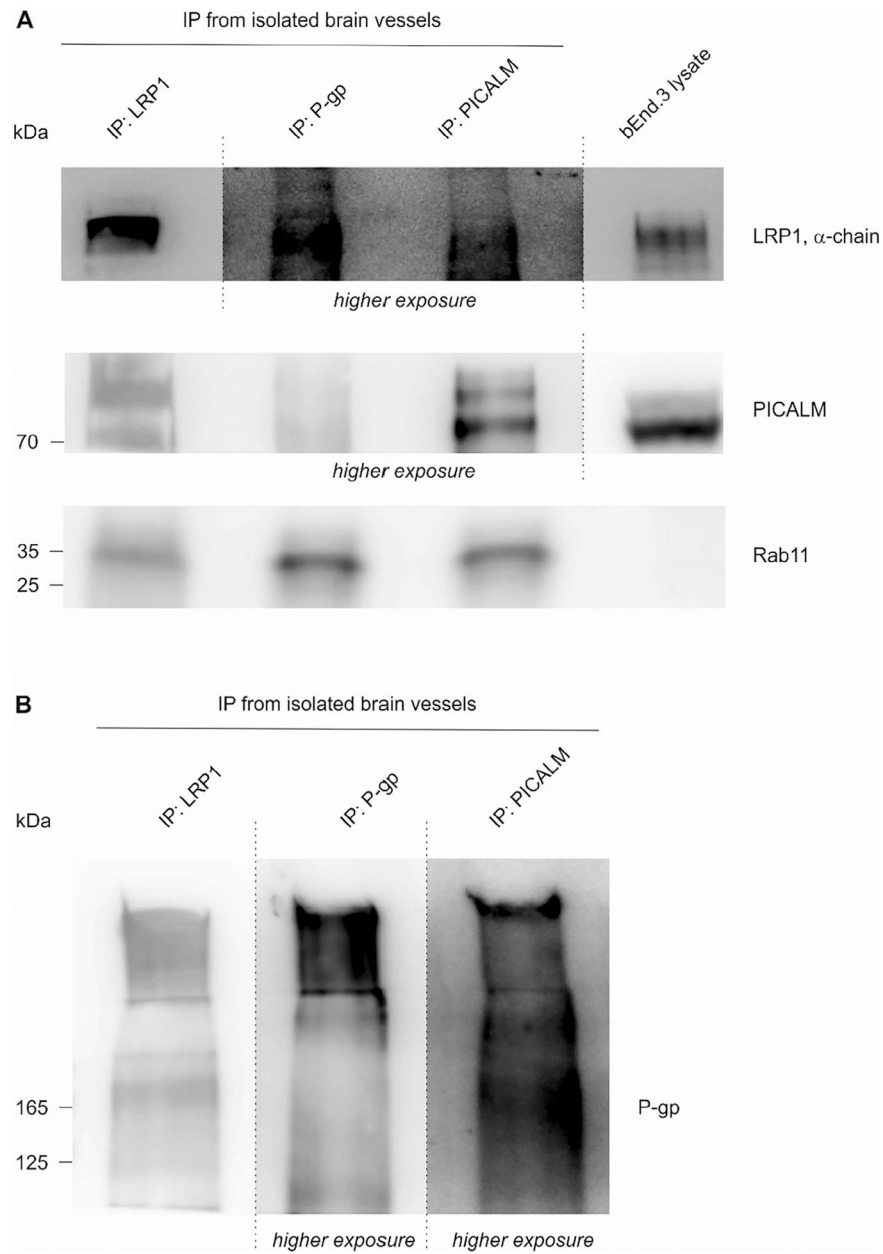 A
IP from isolated brain vessels
kDa
IP: LRP1
IP: P-gp
IP: PICALM
bEnd.3 lysate
LRP1, α-chain
higher exposure
PICALM
70
higher exposure
35
Rab11
25
B
IP from isolated brain vessels
kDa
IP: LRP1
IP: P-gp
IP: PICALM
165
P-gp
125
higher exposure
higher exposure